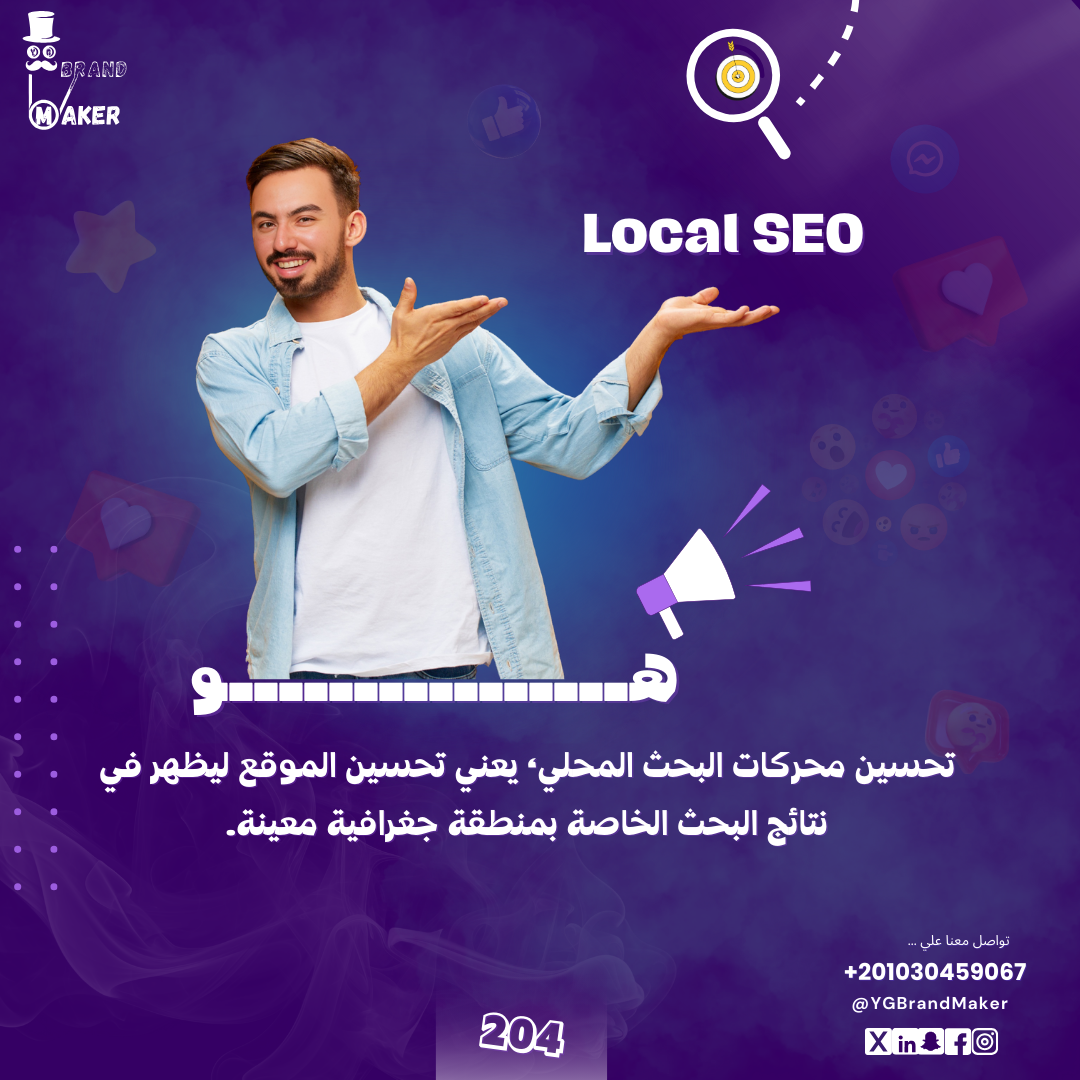 BRAND
MAKER
Local SEO
هـــــــــــــــو
تحسين محركات البحث المحلي، يعني تحسين الموقع ليظهر في
نتائج البحث الخاصة بمنطقة جغرافية معينة.
تواصل معنا علي ...
+201030459067
@YGBrandMaker
204